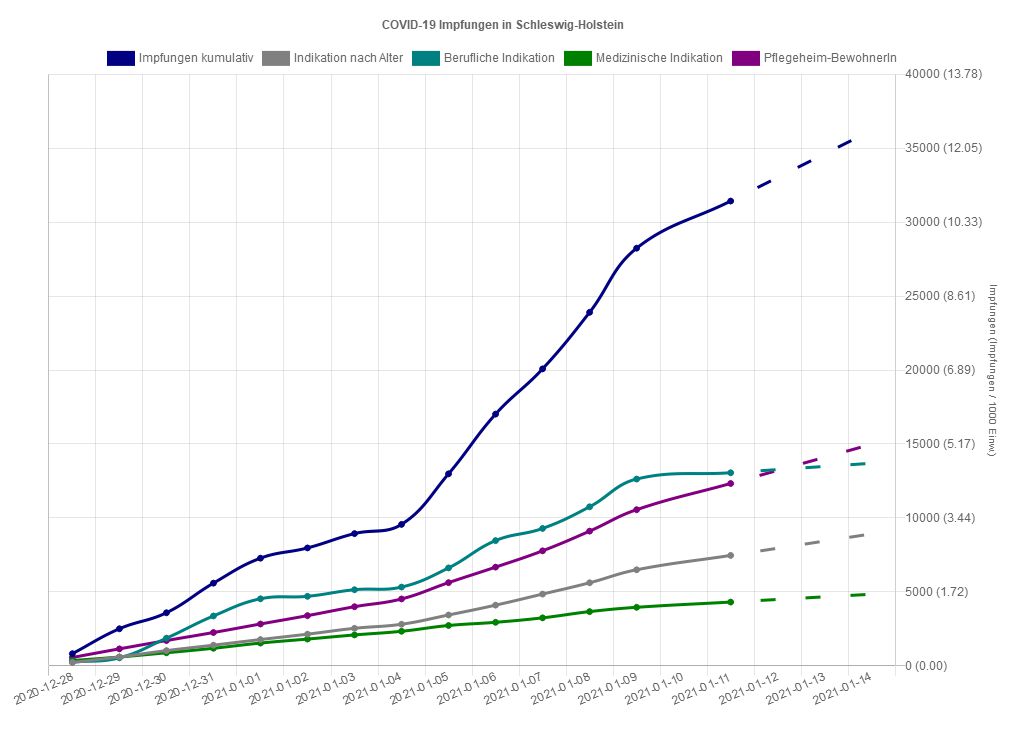 COVID-19 Impfungen in Schleswig-Holstein
Impfungen kumulativ Indikation nach Alter Berufliche Indikation Medizinische Indikation Pflegeheim-BewohnerIn
40000 (13.78)
35000 (12.05)
30000 (10.33)
25000 (8.61)
20000 (6.89)
15000 (5.17)
10000 (3.44)
5000 (1.72)
0 (0.00)
Impfungen (Impfungen / 1000 Einw)
2020-12-28 2020-12-29 2020-12-30 2020-12-31 2021-01-01 2021-01-02 2021-01-03 2021-01-04 2021-01-05 2021-01-06 2021-01-07 2021-01-08 2021-01-09 2021-01-10 2021-01-11 2021-01-12 2021-01-13 2021-01-14